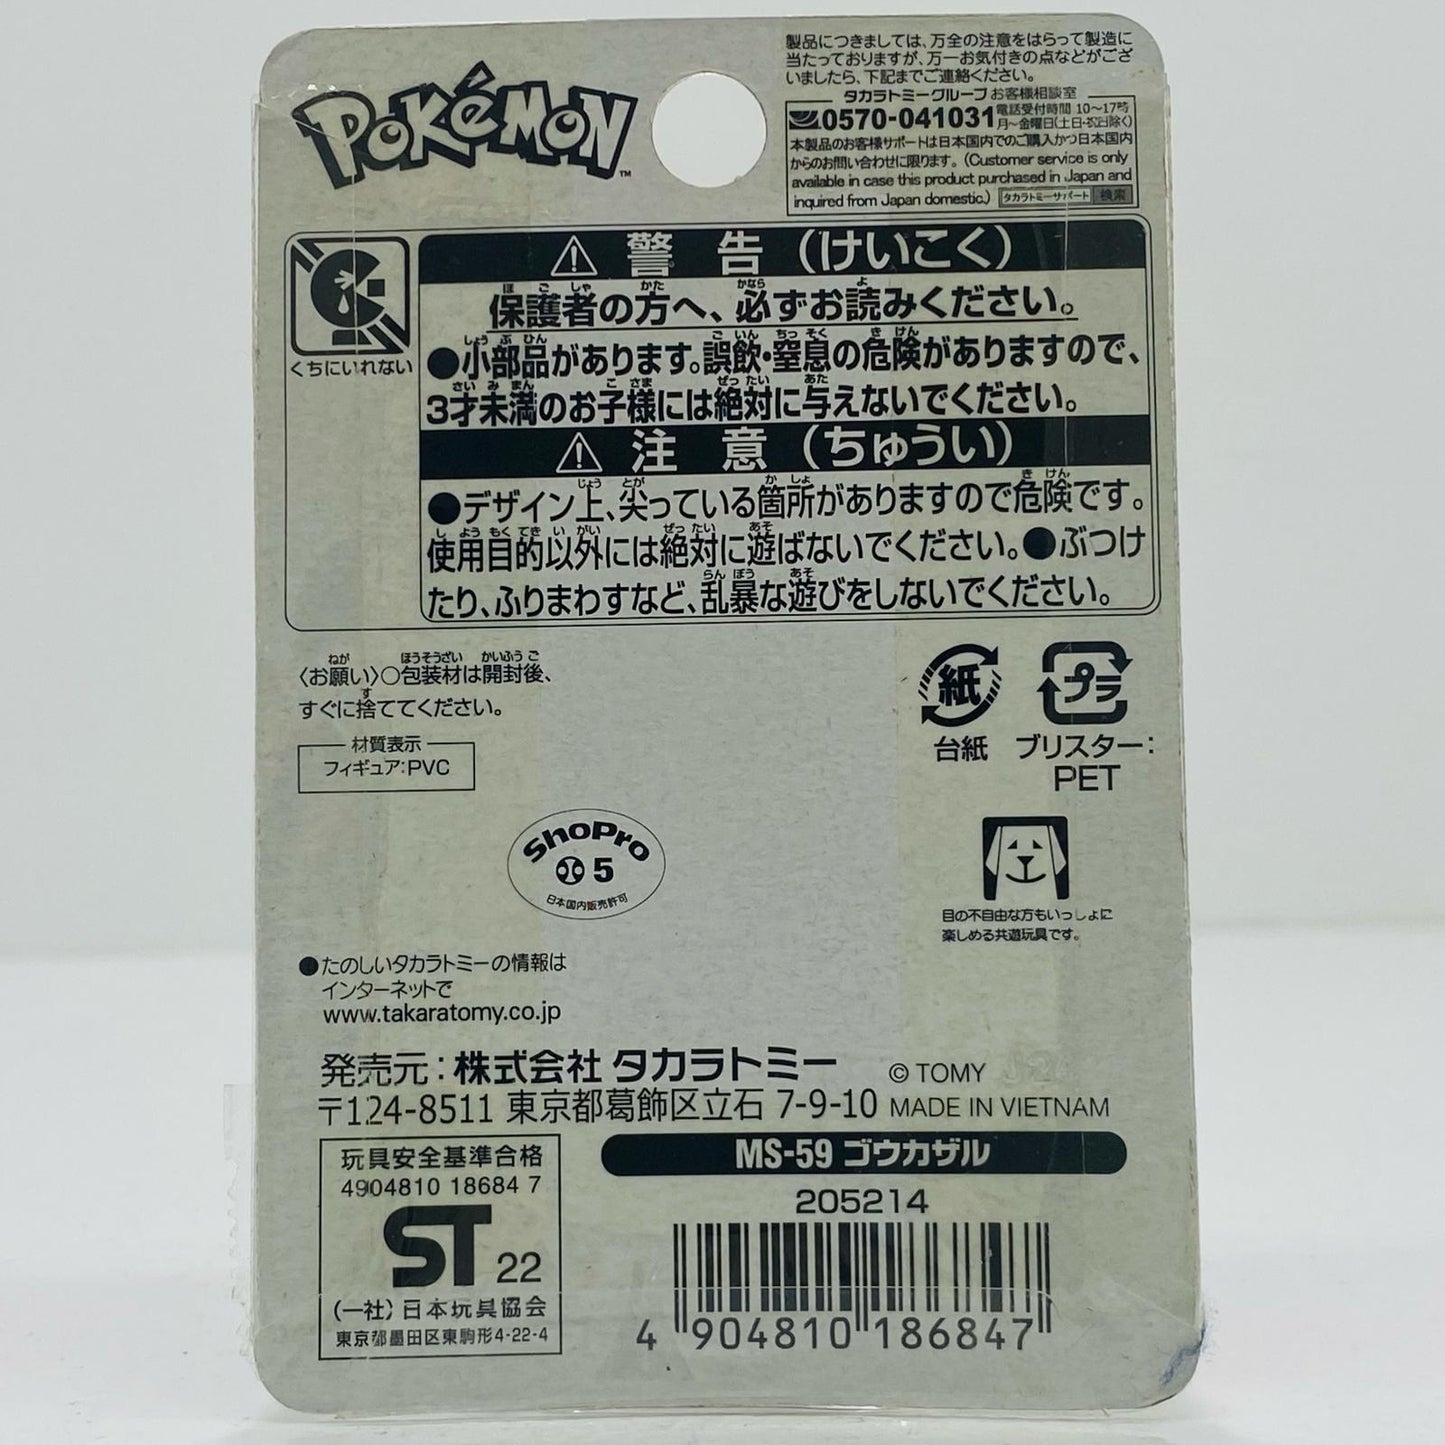 POKéMON™
製品につきましては、万全の注意をはらって製造に
当たっておりますが、万一お気付きの点などがござ
いましたら、下記までご連絡ください。
タカラトミーグループお客様相談室
0570-041031 電話受付時間 10～17時
月～金曜日(土日・祝日除く)
本製品のお客様サポートは日本国内でのご購入かつ日本国内
からのお問い合わせに限ります。(Customer service is only
available in case this product purchased in Japan and
inquired from Japan domestic.) タカラトミーサポート 検索
くちにいれない
⚠ 警告(けいこく)
保護者の方へ、必ずお読みください。
●小部品があります。誤飲・窒息の危険がありますので、
3才未満のお子様には絶対に与えないでください。
⚠ 注意(ちゅうい)
●デザイン上、尖っている箇所がありますので危険です。
使用目的以外には絶対に遊ばないでください。●ぶつけ
たり、ふりまわすなど、乱暴な遊びをしないでください。
〈お願い〉○包装材は開封後、
すぐに捨ててください。
材質表示
フィギュア:PVC
紙
台紙
プラ
ブリスター:
PET
ShoPro
5
日本国内販売許可
目の不自由な方もいっしょに
楽しめる共遊玩具です。
●たのしいタカラトミーの情報は
インターネットで
www.takaratomy.co.jp
発売元:株式会社 タカラトミー
〒124-8511 東京都葛飾区立石 7-9-10
© TOMY
MADE IN VIETNAM
玩具安全基準合格
4904810 18684 7
ST 22
(一社)日本玩具協会
東京都墨田区東駒形4-22-4
MS-59 ゴウカザル
205214
4 904810 186847